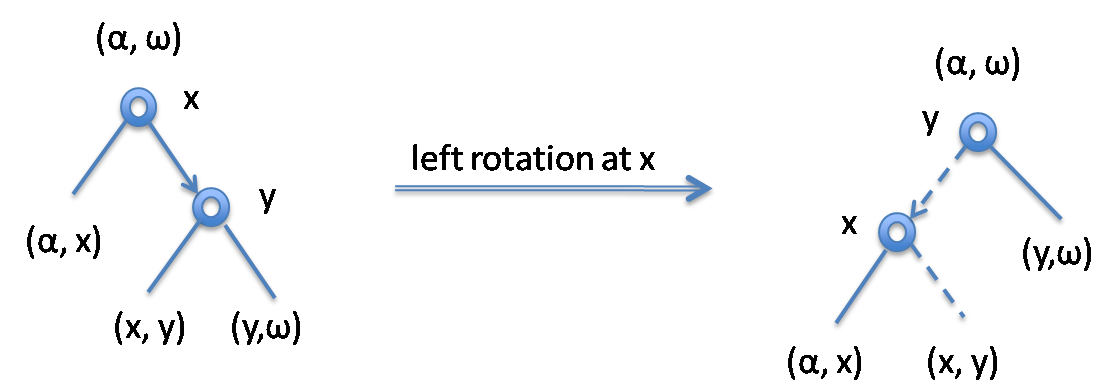 (α, ω)
x
y
(α, x)
(x, y) (y,ω)
left rotation at x
(α, ω)
y
x
(y,ω)
(α, x) (x, y)